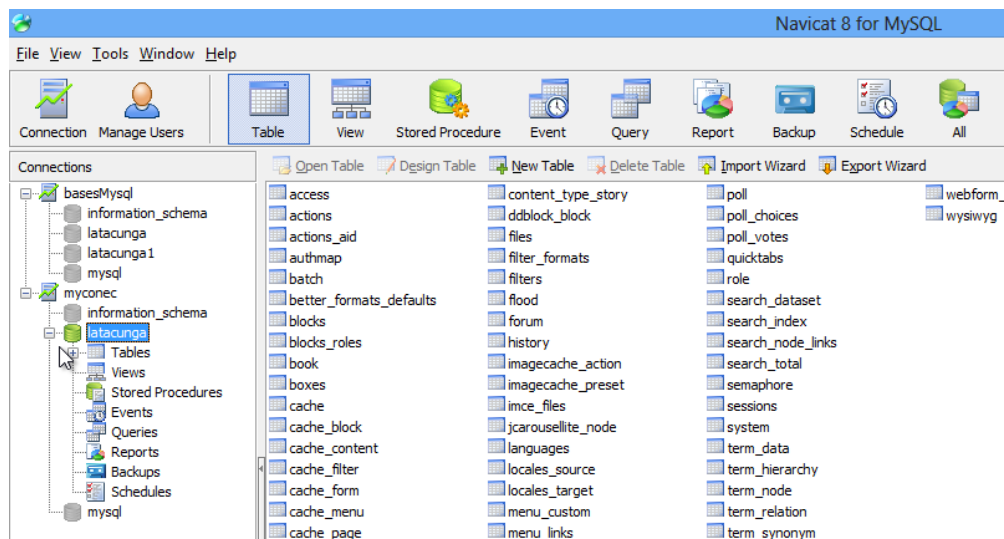 Navicat 8 for MySQL
File View Tools Window Help
Connection Manage Users Table View Stored Procedure Event Query Report Backup Schedule All
Connections
Open Table Design Table New Table Delete Table Import Wizard Export Wizard
basesMysql
information_schema
latacunga
latacunga1
mysql
myconec
information_schema
latacunga
Tables
Views
Stored Procedures
Events
Queries
Reports
Backups
Schedules
mysql
access
actions
actions_aid
authmap
batch
better_formats_defaults
blocks
blocks_roles
book
boxes
cache
cache_block
cache_content
cache_filter
cache_form
cache_menu
cache_page
content_type_story
ddblock_block
files
filter_formats
filters
flood
forum
history
imagecache_action
imagecache_preset
imce_files
jcarousellite_node
languages
locales_source
locales_target
menu_custom
menu_links
poll
poll_choices
poll_votes
quicktabs
role
search_dataset
search_index
search_node_links
search_total
semaphore
sessions
system
term_data
term_hierarchy
term_node
term_relation
term_synonym
webform_
wysiwyg